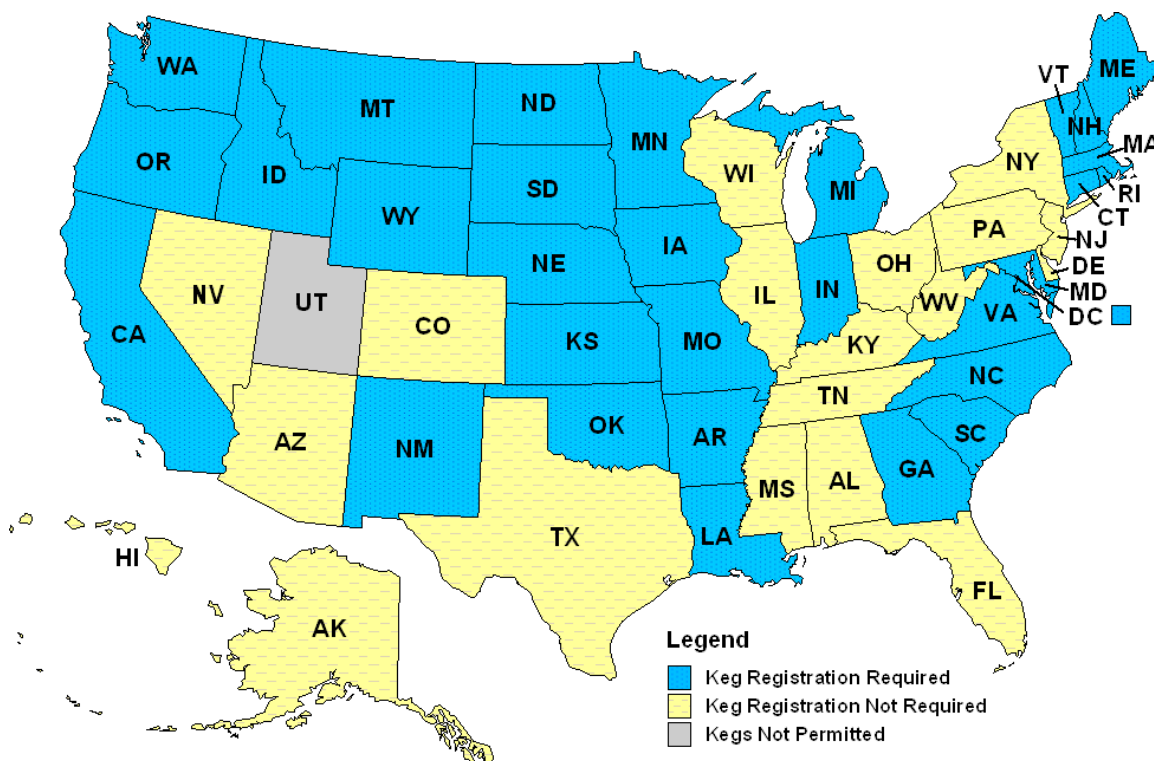 WA
MT
ND
MN
VT
ME
NH
MA
OR
ID
SD
WI
MI
NY
RI
CT
WY
IA
PA
NJ
NE
OH
DE
NV
UT
IL
IN
WV
MD
CO
VA
DC
CA
KS
MO
KY
NC
TN
AZ
NM
OK
AR
SC
GA
MS
AL
TX
LA
HI
FL
AK
Legend
Keg Registration Required
Keg Registration Not Required
Kegs Not Permitted